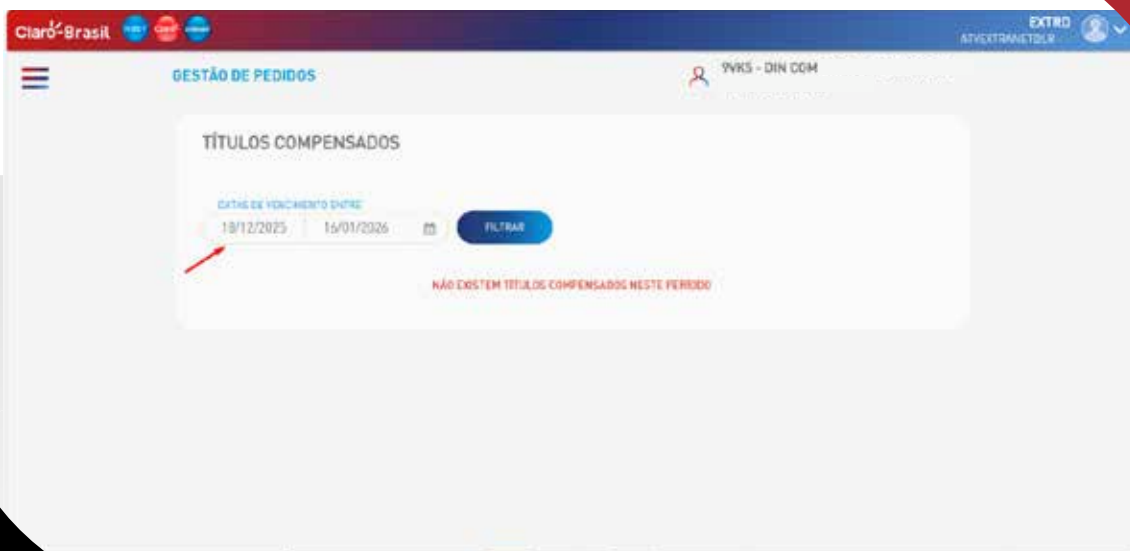 Claro-Brasil
EXTRO
ATVEXTRANETDLR
GESTÃO DE PEDIDOS
9VKS - DIN COM
TÍTULOS COMPENSADOS
DATAS DE VENCIMENTO ENTRE
18/12/2025 16/01/2026 FILTRAR
NÃO EXISTEM TÍTULOS COMPENSADOS NESTE PERÍODO